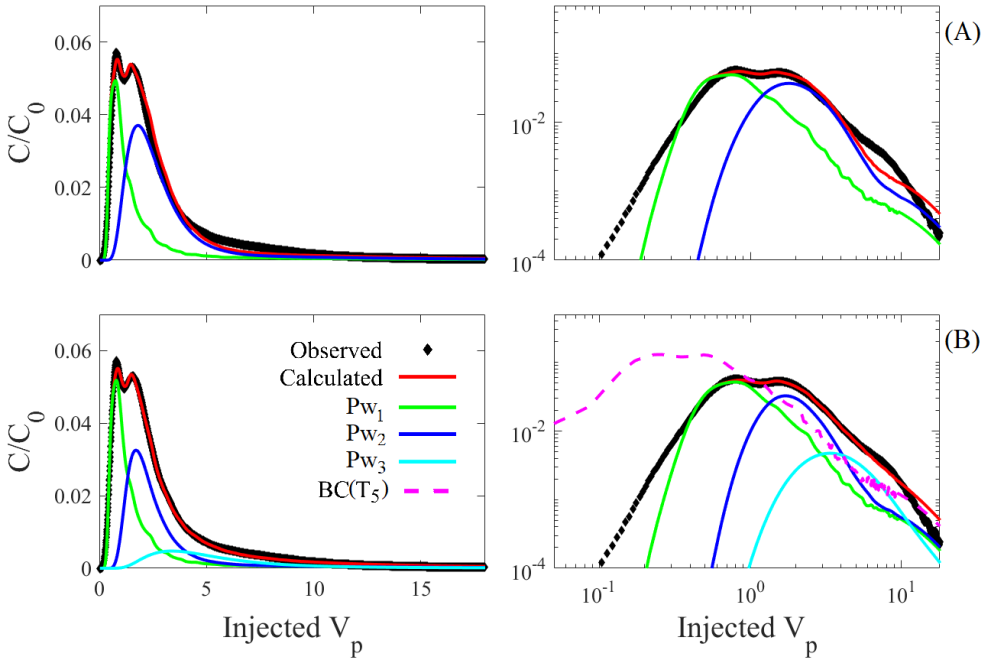 0.06
0.04
0.02
0
C/C0
10-2
10-4
(A)
0.06
0.04
0.02
0
C/C0
Observed
Calculated
Pw1
Pw2
Pw3
BC(T5)
0 5 10 15
Injected Vp
10-2
10-4
(B)
10-1 100 101
Injected Vp